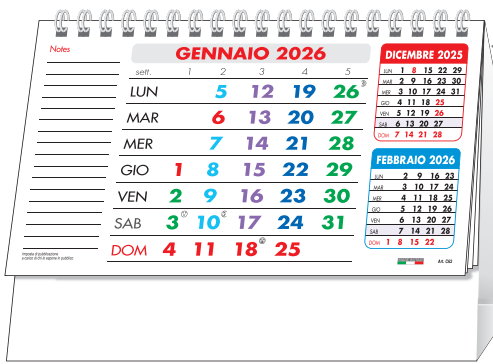 Notes
GENNAIO 2026
sett. 1 2 3 4 5
LUN 5 12 19 26
MAR 6 13 20 27
MER 7 14 21 28
GIO 1 8 15 22 29
VEN 2 9 16 23 30
SAB 3 10 17 24 31
DOM 4 11 18 25
DICEMBRE 2025
LUN 1 8 15 22 29
MAR 2 9 16 23 30
MER 3 10 17 24 31
GIO 4 11 18 25
VEN 5 12 19 26
SAB 6 13 20 27
DOM 7 14 21 28
FEBBRAIO 2026
LUN 2 9 16 23
MAR 3 10 17 24
MER 4 11 18 25
GIO 5 12 19 26
VEN 6 13 20 27
SAB 7 14 21 28
DOM 1 8 15 22